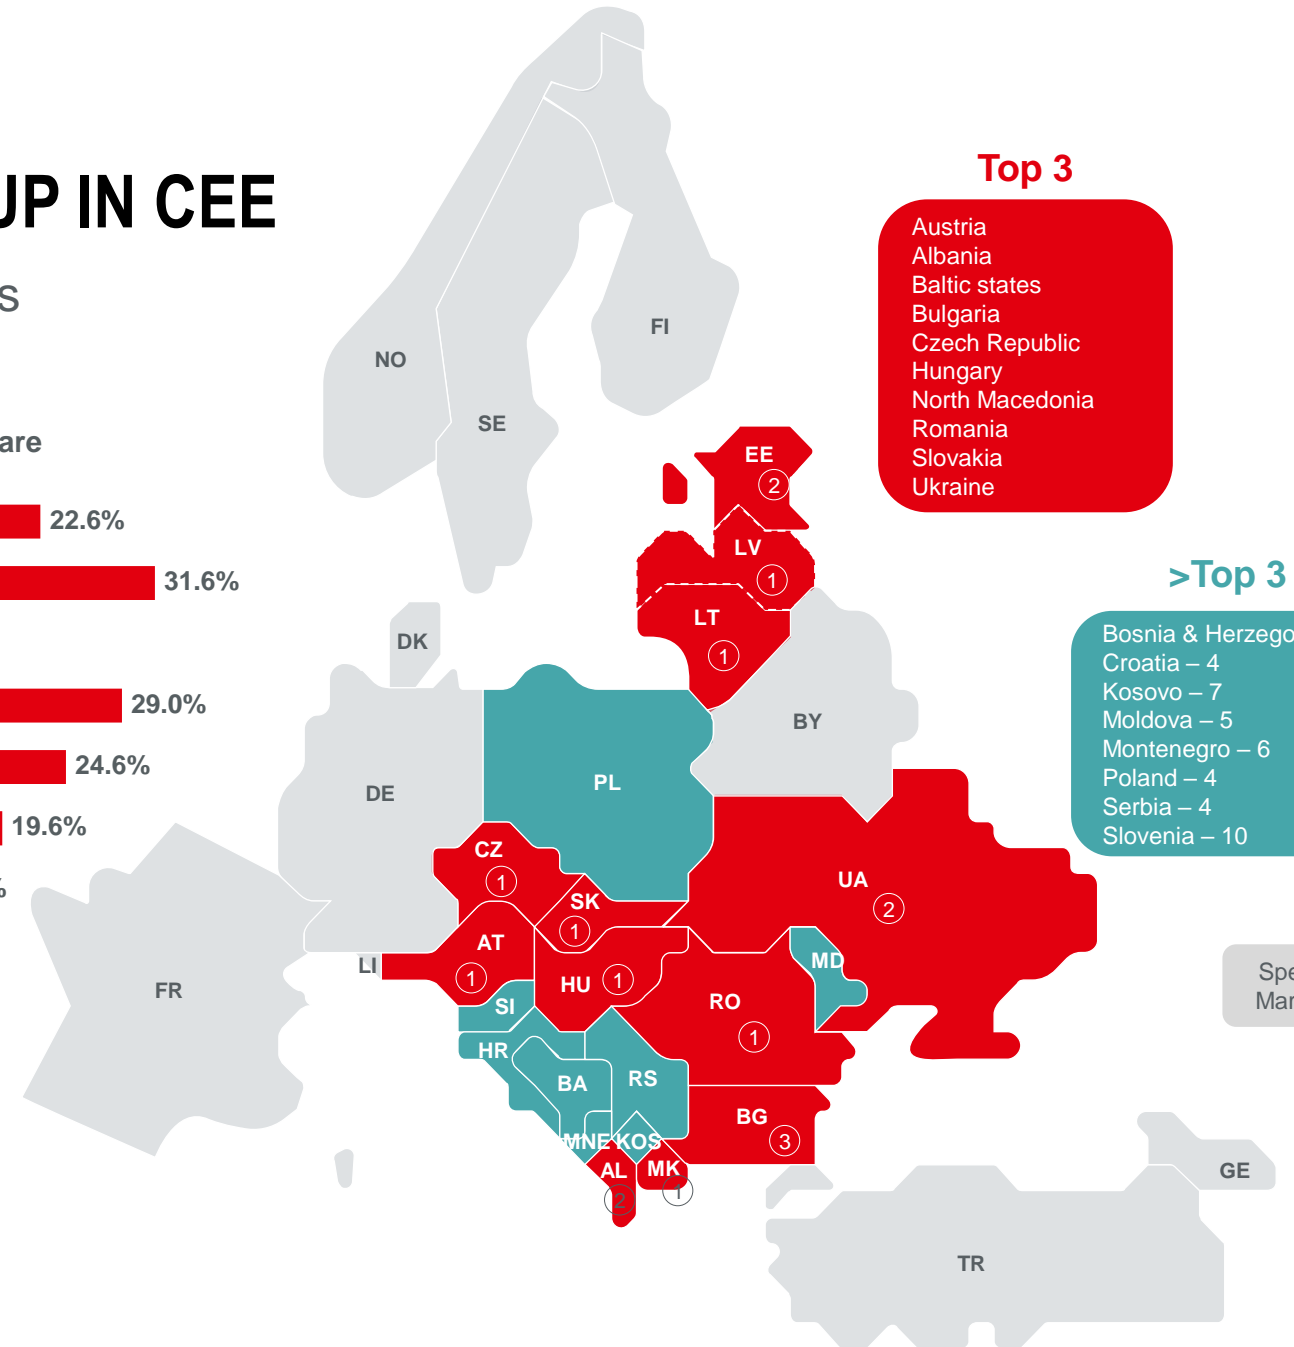 UP IN CEE
s
are
22.6%
31.6%
29.0%
24.6%
19.6%
%
Top 3
Austria
Albania
Baltic states
Bulgaria
Czech Republic
Hungary
North Macedonia
Romania
Slovakia
Ukraine
>Top 3
Bosnia & Herzego
Croatia – 4
Kosovo – 7
Moldova – 5
Montenegro – 6
Poland – 4
Serbia – 4
Slovenia – 10
Spe
Mar
NO
SE
FI
EE
2
LV
1
LT
1
DK
BY
DE
PL
CZ
1
SK
1
UA
2
AT
1
LI
HU
1
MD
FR
SI
RO
1
HR
BA
RS
BG
3
MNE
KOS
AL
2
MK
1
GE
TR